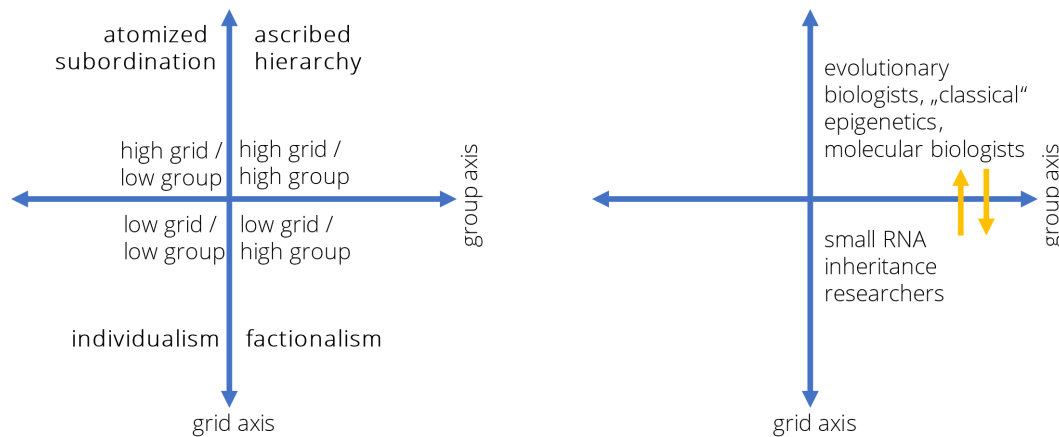 atomized
subordination
ascribed
hierarchy
high grid /
low group
high grid /
high group
group axis
low grid /
low group
low grid /
high group
individualism
factionalism
grid axis
evolutionary
biologists, „classical“
epigenetics,
molecular biologists
group axis
small RNA
inheritance
researchers
grid axis